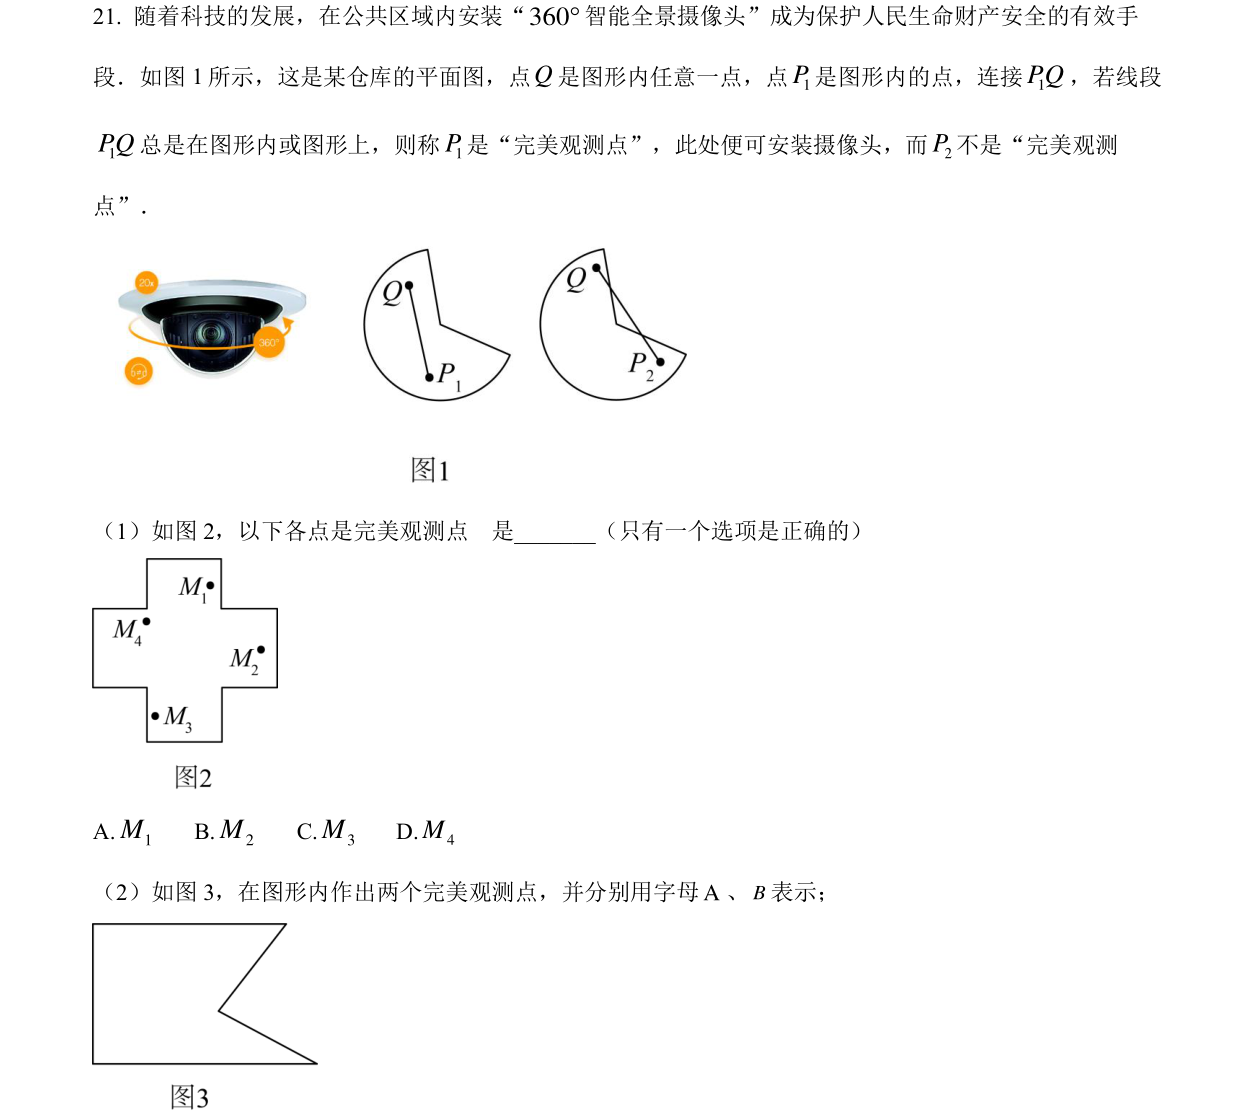 21. 随着科技的发展，在公共区域内安装“360°智能全景摄像头”成为保护人民生命财产安全的有效手
段．如图 1 所示，这是某仓库的平面图，点Q是图形内任意一点，点P₁是图形内的点，连接P₁Q，若线段
P₁Q总是在图形内或图形上，则称P₁是“完美观测点”，此处便可安装摄像头，而P₂不是“完美观测
点”．
20x
360°
Q
P₁
Q
P₂
图1
（1）如图 2，以下各点是完美观测点 是_______（只有一个选项是正确的）
M₁
M₄
M₂
M₃
图2
A. M₁ B. M₂ C. M₃ D. M₄
（2）如图 3，在图形内作出两个完美观测点，并分别用字母 A 、 B 表示；
图3